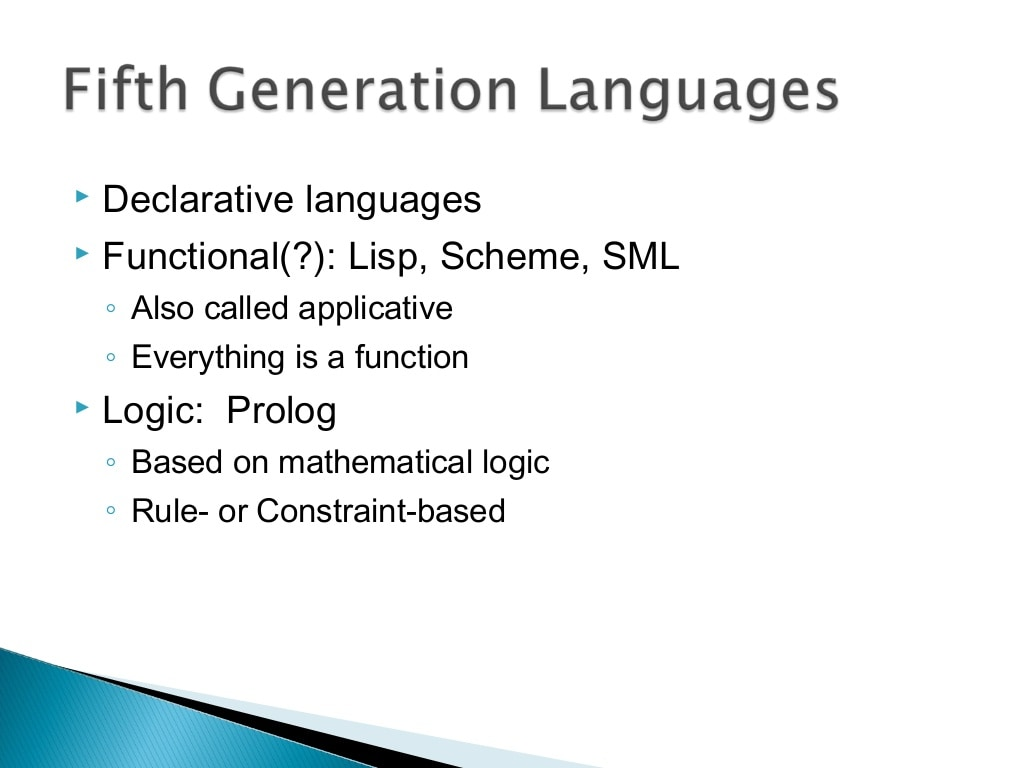 Fifth Generation Languages
Declarative languages
Functional(?): Lisp, Scheme, SML
Also called applicative
Everything is a function
Logic:  Prolog
Based on mathematical logic
Rule- or Constraint-based